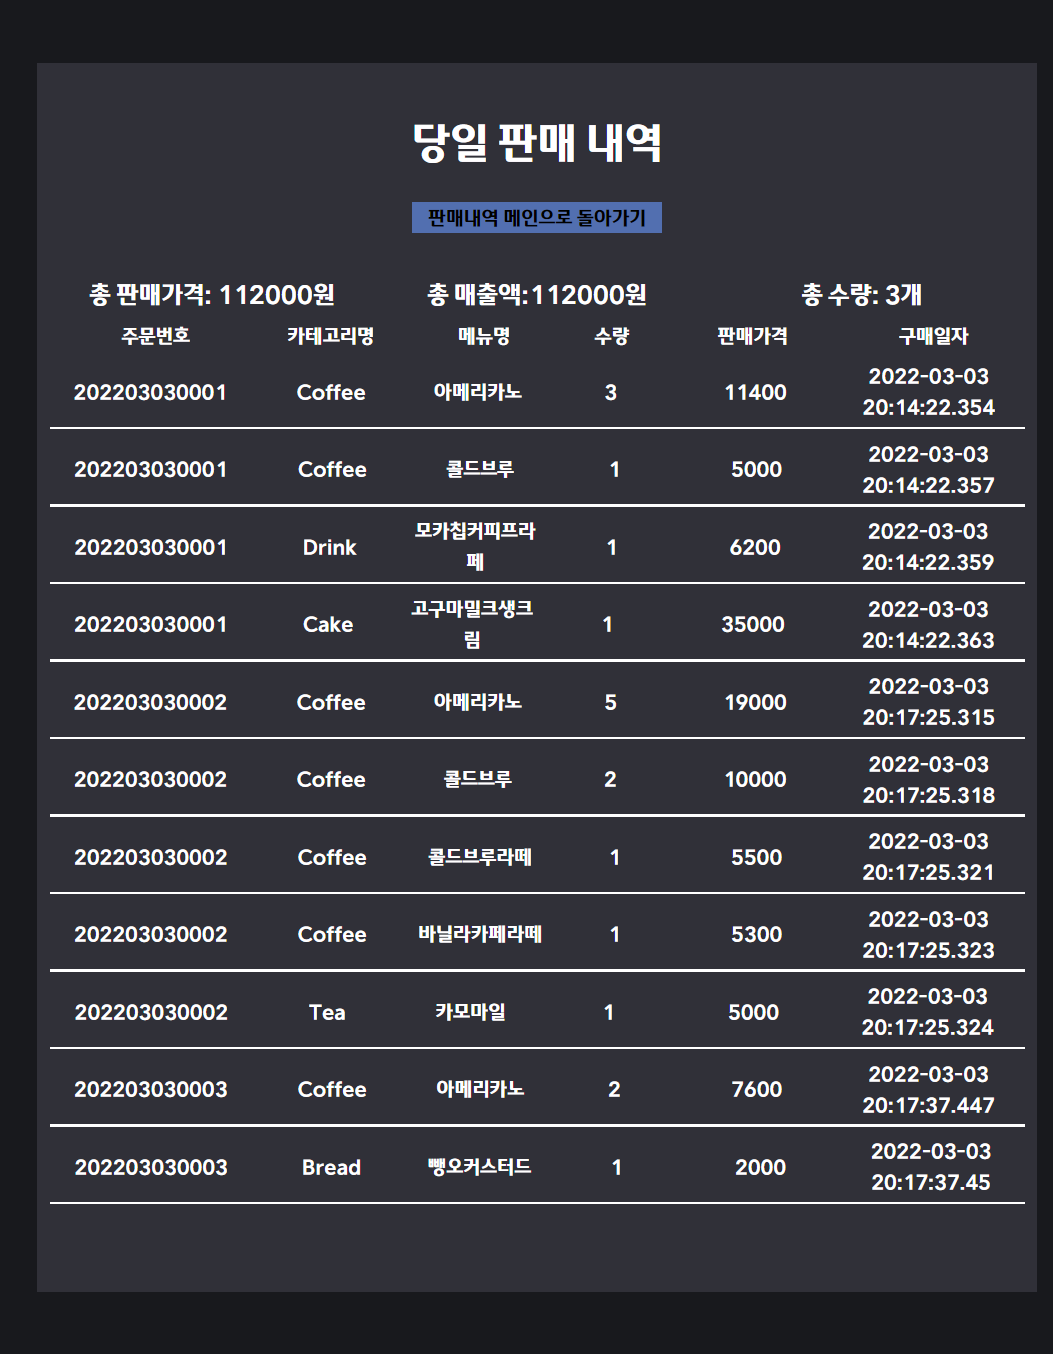 당일 판매 내역
판매내역 메인으로 돌아가기
총 판매가격: 112000원 총 매출액:112000원 총 수량: 3개
주문번호 카테고리명 메뉴명 수량 판매가격 구매일자
202203030001 Coffee 아메리카노 3 11400 2022-03-03
20:14:22.354
202203030001 Coffee 콜드브루 1 5000 2022-03-03
20:14:22.357
202203030001 Drink 모카칩커피프라 1 6200 2022-03-03
페 20:14:22.359
202203030001 Cake 고구마밀크생크 1 35000 2022-03-03
림 20:14:22.363
202203030002 Coffee 아메리카노 5 19000 2022-03-03
20:17:25.315
202203030002 Coffee 콜드브루 2 10000 2022-03-03
20:17:25.318
202203030002 Coffee 콜드브루라떼 1 5500 2022-03-03
20:17:25.321
202203030002 Coffee 바닐라카페라떼 1 5300 2022-03-03
20:17:25.323
202203030002 Tea 카모마일 1 5000 2022-03-03
20:17:25.324
202203030003 Coffee 아메리카노 2 7600 2022-03-03
20:17:37.447
202203030003 Bread 뺑오커스터드 1 2000 2022-03-03
20:17:37.45